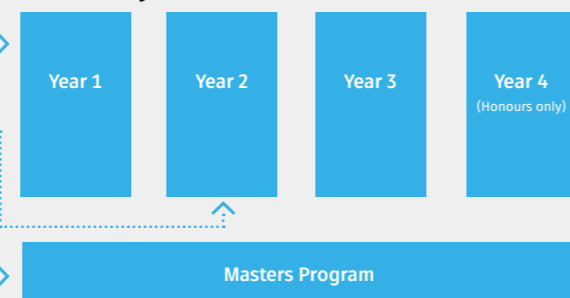 Year 1
Year 2
Year 3
Year 4
(Honours only)
Masters Program